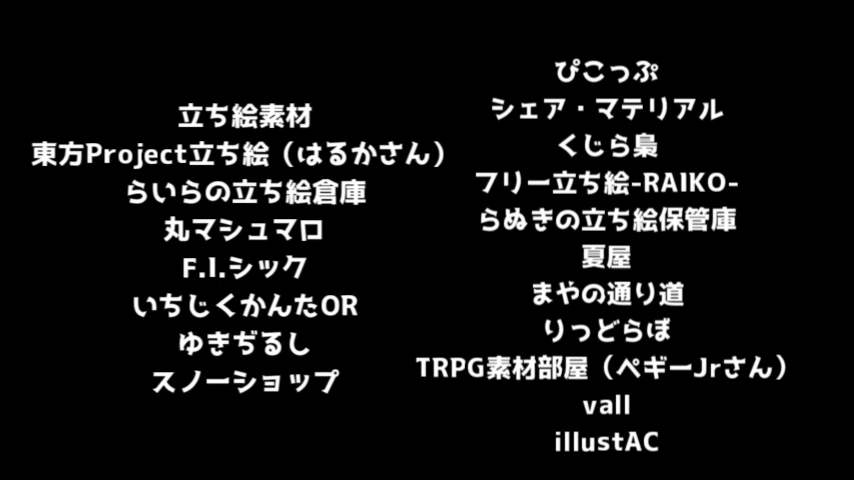 立ち絵素材
東方Project立ち絵（はるかさん）
らいらの立ち絵倉庫
丸マシュマロ
F.I.シック
いちじくかんたOR
ゆきぢるし
スノーショップ
ぴこっぷ
シェア・マテリアル
くじら梟
フリー立ち絵-RAIKO-
らぬきの立ち絵保管庫
夏屋
まやの通り道
りっどらぼ
TRPG素材部屋（ペギーJrさん）
vall
illustAC